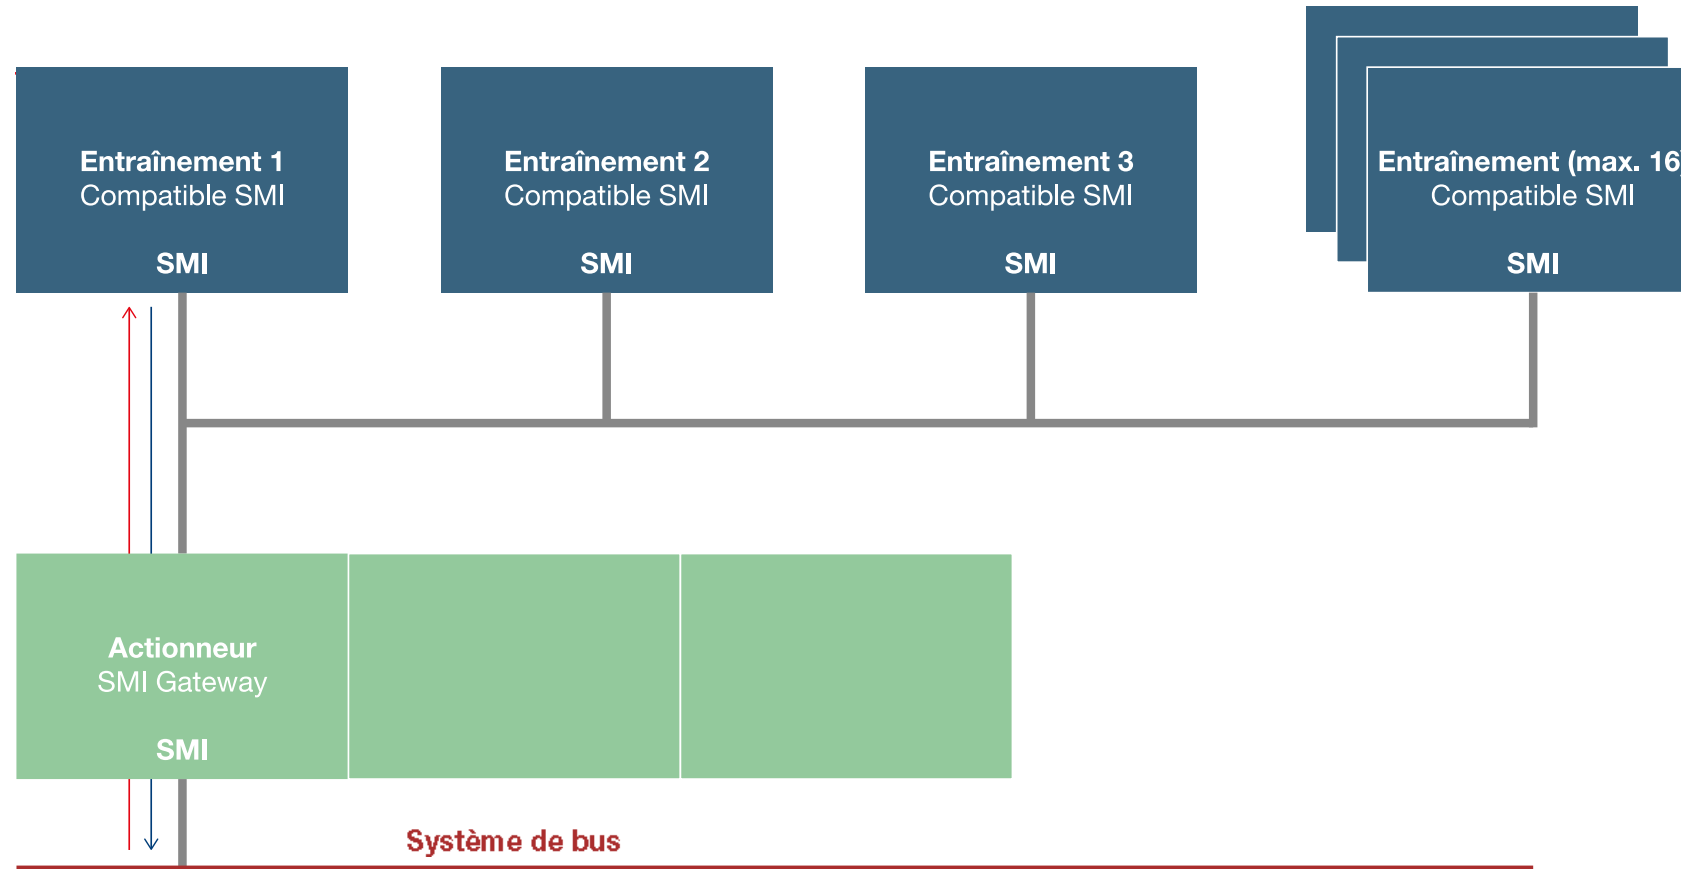 Entraînement 1
Compatible SMI
SMI
Entraînement 2
Compatible SMI
SMI
Entraînement 3
Compatible SMI
SMI
Entraînement (max. 16)
Compatible SMI
SMI
Actionneur
SMI Gateway
SMI
Système de bus